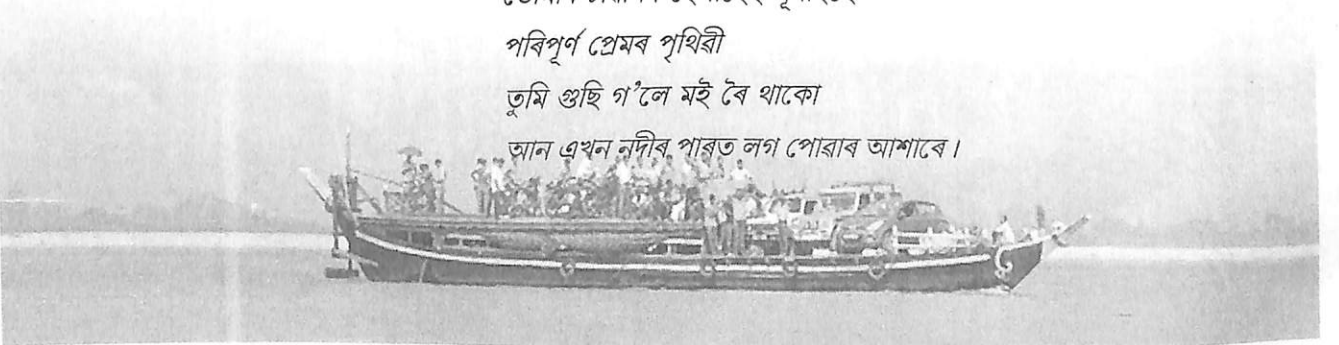 পৰিপূৰ্ণ প্ৰেমৰ পৃথিৱী
তুমি গুছি গ’লে মই ৰৈ থাকো
আন এখন নদীৰ পাৰত লগ পোৱাৰ আশাৰে।